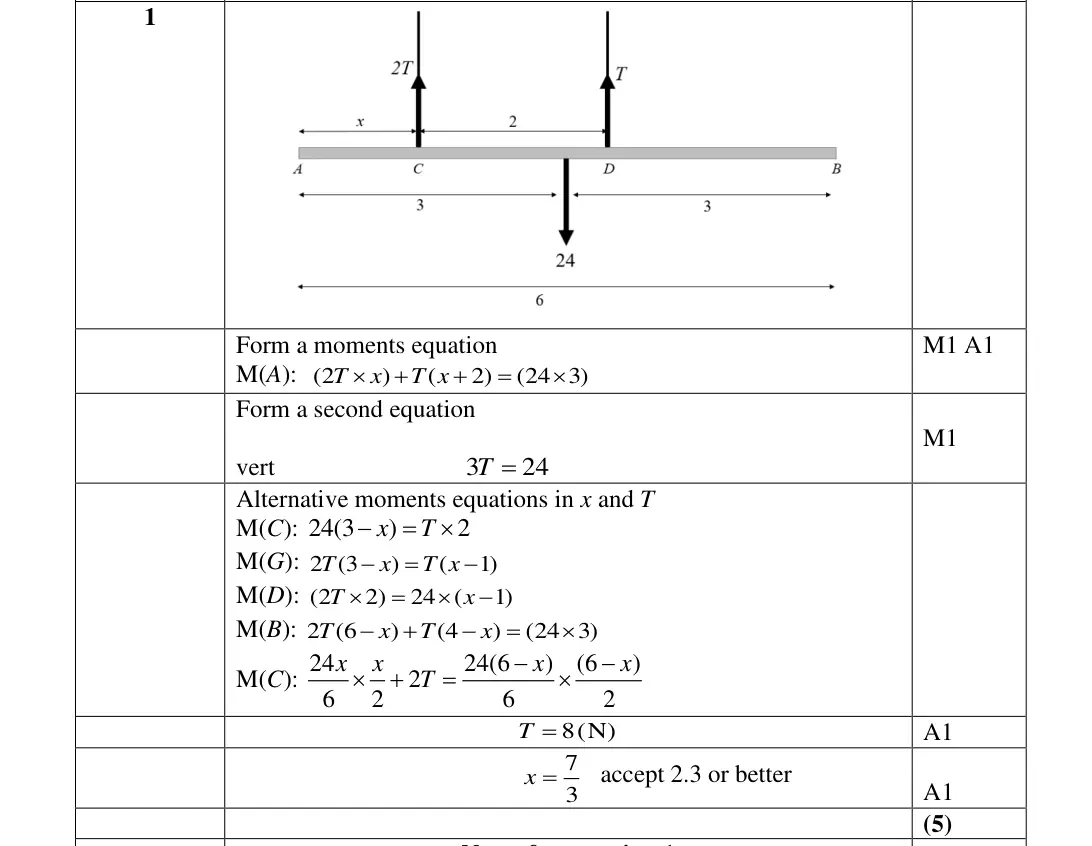 1
2T
T
x
2
A
C
D
B
3
3
24
6
Form a moments equation
M1 A1
M(A): (2T × x) + T(x + 2) = (24 × 3)
Form a second equation
M1
vert 3T = 24
Alternative moments equations in x and T
M(C): 24(3 − x) = T × 2
M(G): 2T(3 − x) = T(x − 1)
M(D): (2T × 2) = 24 × (x − 1)
M(B): 2T(6 − x) + T(4 − x) = (24 × 3)
M(C): 24x/6 × x/2 + 2T = 24(6 − x)/6 × (6 − x)/2
T = 8(N) A1
x = 7/3 accept 2.3 or better
A1
(5)